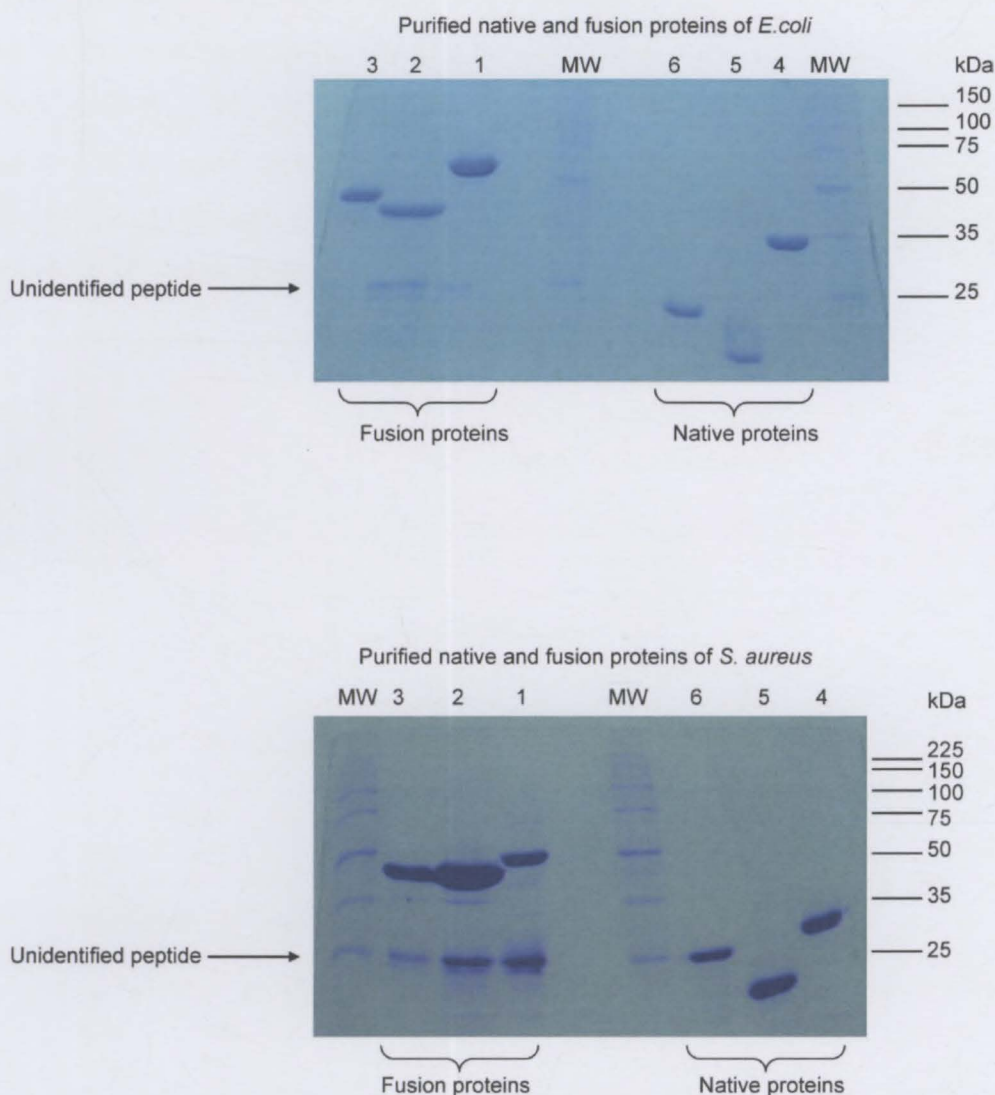 Purified native and fusion proteins of E.coli
3 2 1 MW 6 5 4 MW kDa
150
100
75
50
35
Unidentified peptide
25
Fusion proteins Native proteins
Purified native and fusion proteins of S. aureus
MW 3 2 1 MW 6 5 4 kDa
225
150
100
75
50
35
Unidentified peptide
25
Fusion proteins Native proteins